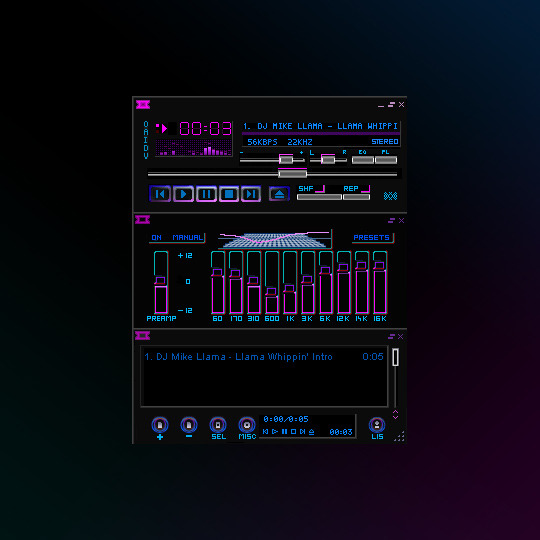 O
A
I
D
V
00:03
1. DJ MIKE LLAMA - LLAMA WHIPPI
56KBPS 22KHZ STEREO
- + L R EQ PL
SHF REP
ON MANUAL PRESETS
+12
0
-12
PREAMP 60 170 310 600 1K 3K 6K 12K 14K 16K
1. DJ Mike Llama - Llama Whippin' Intro 0:05
0:00/0:05
00:03
+ - SEL MISC LIS